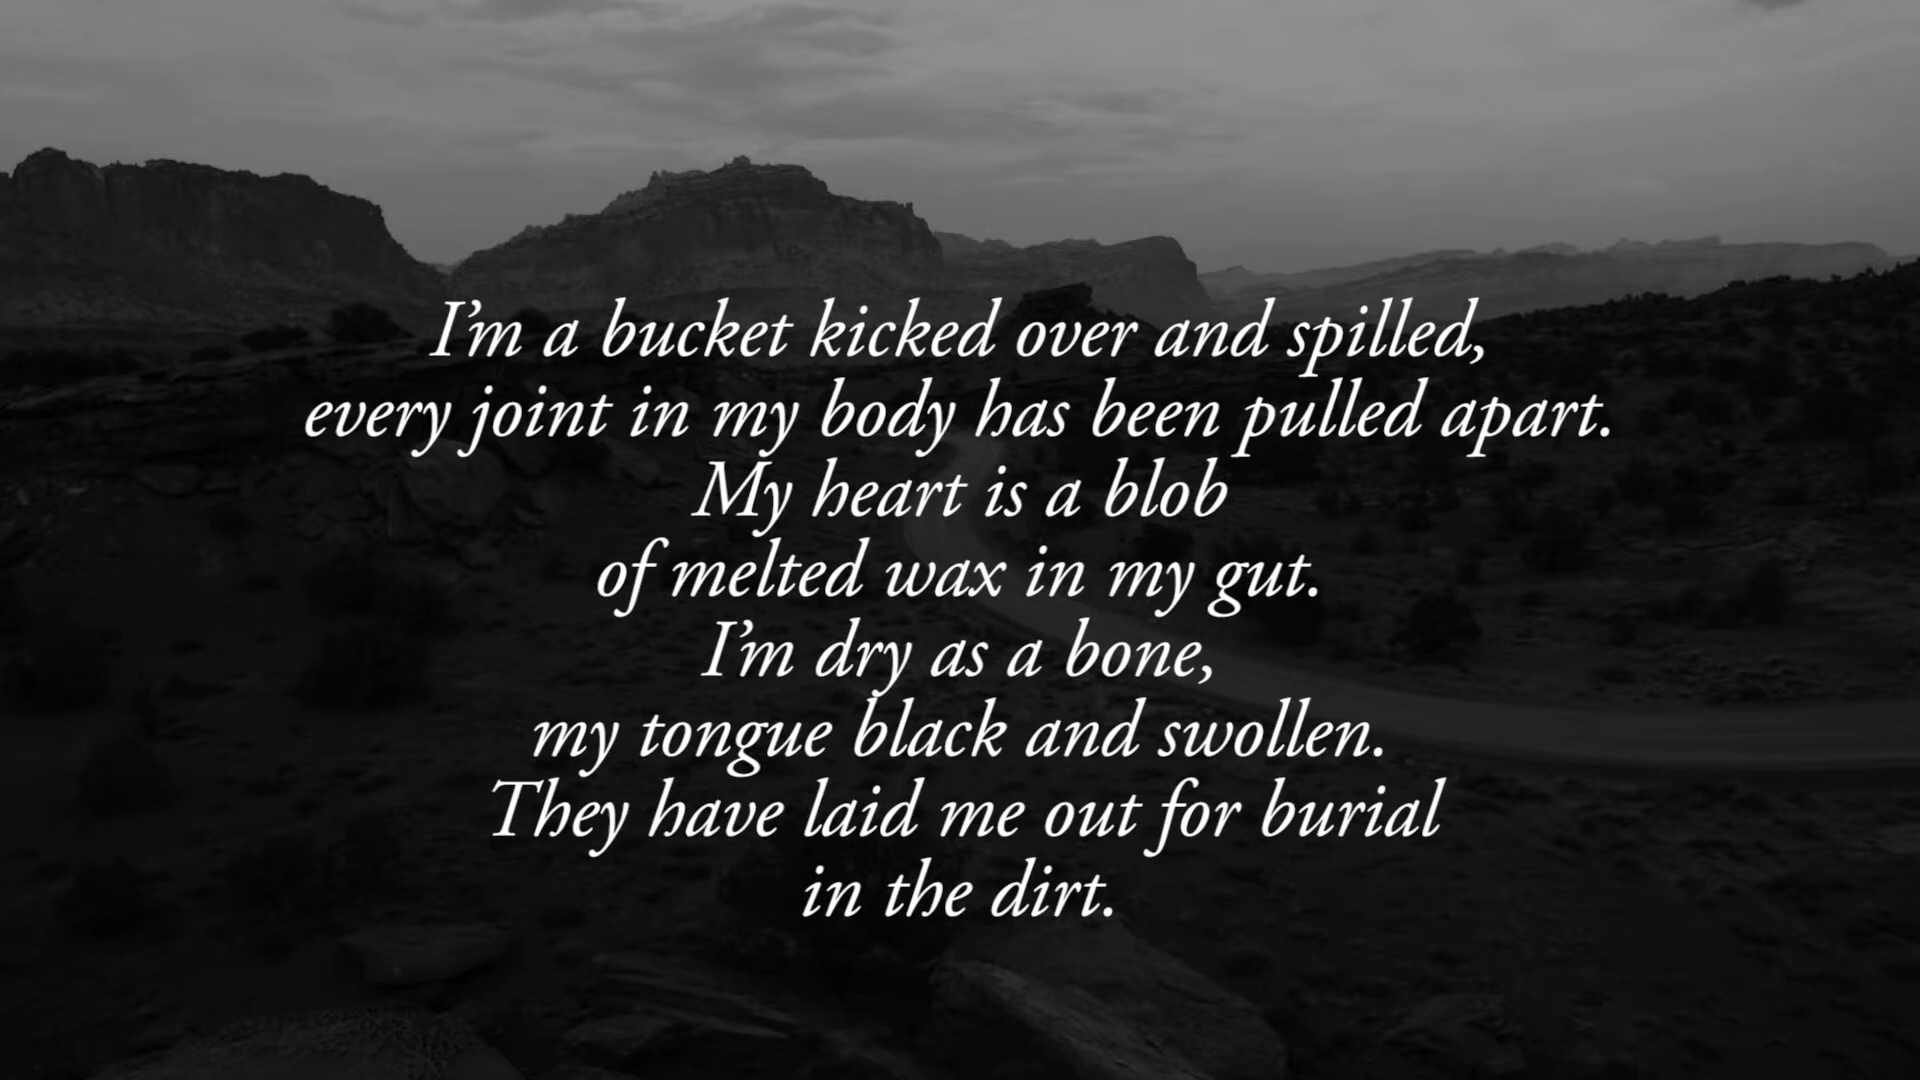 I’m a bucket kicked over and spilled,
every joint in my body has been pulled apart.
My heart is a blob
of melted wax in my gut.
I’m dry as a bone,
my tongue black and swollen.
They have laid me out for burial
in the dirt.